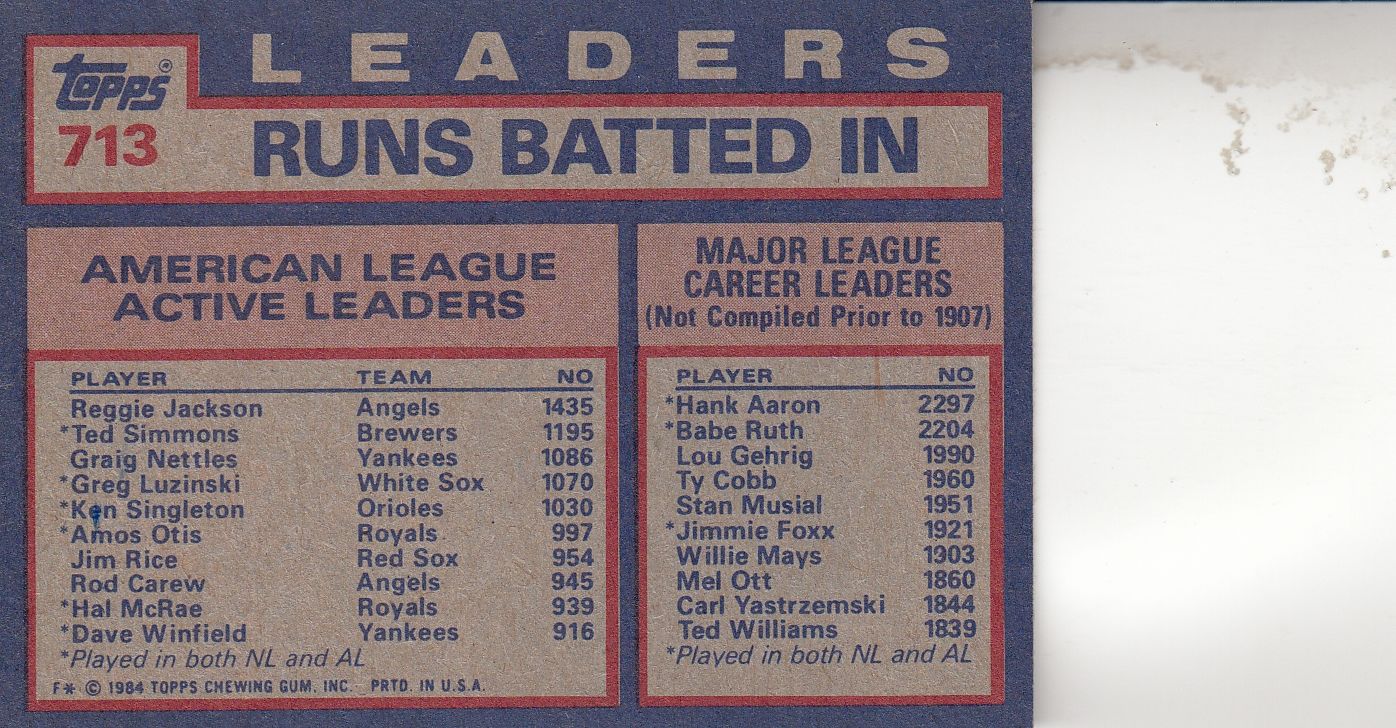 LEADERS
Topps®
713
RUNS BATTED IN
AMERICAN LEAGUE
ACTIVE LEADERS
PLAYER TEAM NO
Reggie Jackson Angels 1435
*Ted Simmons Brewers 1195
Graig Nettles Yankees 1086
*Greg Luzinski White Sox 1070
*Ken Singleton Orioles 1030
*Amos Otis Royals 997
Jim Rice Red Sox 954
Rod Carew Angels 945
*Hal McRae Royals 939
*Dave Winfield Yankees 916
*Played in both NL and AL
F* © 1984 TOPPS CHEWING GUM, INC. PRTD. IN U.S.A.
MAJOR LEAGUE
CAREER LEADERS
(Not Compiled Prior to 1907)
PLAYER NO
*Hank Aaron 2297
*Babe Ruth 2204
Lou Gehrig 1990
Ty Cobb 1960
Stan Musial 1951
*Jimmie Foxx 1921
Willie Mays 1903
Mel Ott 1860
Carl Yastrzemski 1844
Ted Williams 1839
*Played in both NL and AL